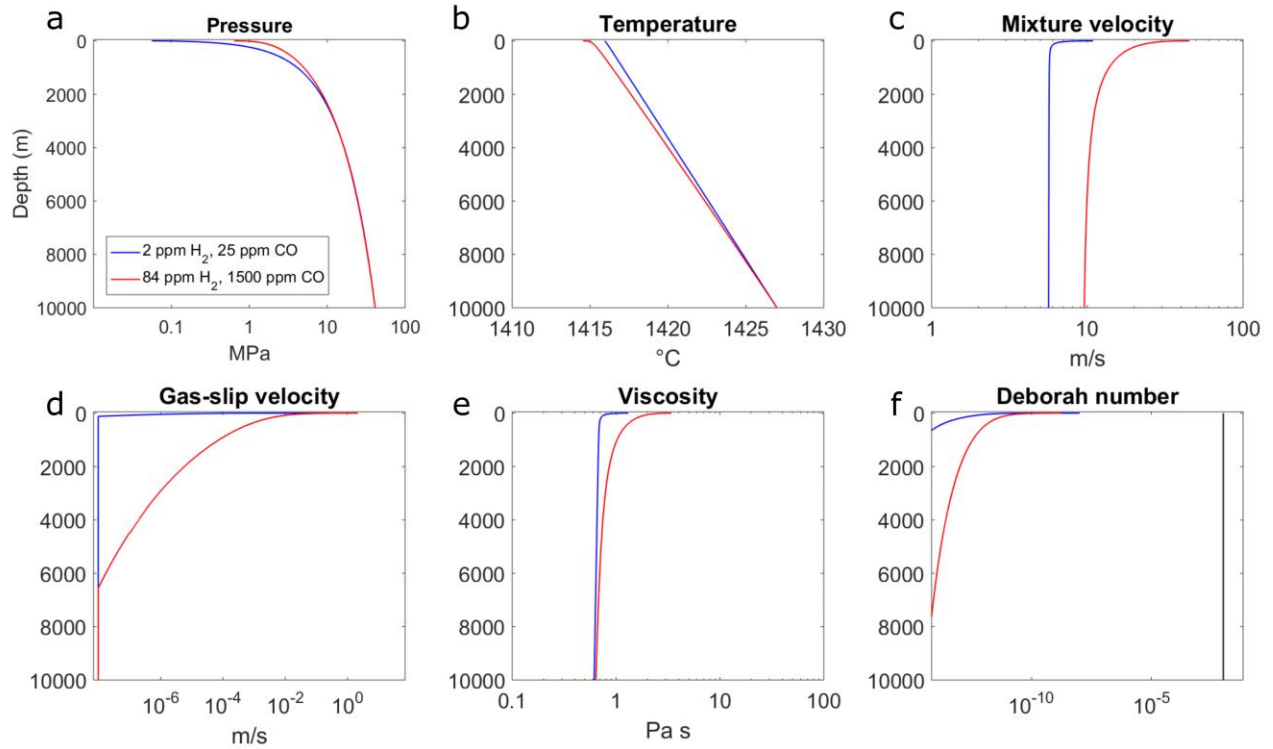 a
Pressure
0
2000
4000
6000
8000
10000
Depth (m)
2 ppm H₂, 25 ppm CO
84 ppm H₂, 1500 ppm CO
0.1 1 10 100
MPa
b
Temperature
0
2000
4000
6000
8000
10000
1410 1415 1420 1425 1430
°C
c
Mixture velocity
0
2000
4000
6000
8000
10000
1 10 100
m/s
d
Gas-slip velocity
0
2000
4000
6000
8000
10000
10⁻⁶ 10⁻⁴ 10⁻² 10⁰
m/s
e
Viscosity
0
2000
4000
6000
8000
10000
0.1 1 10 100
Pa s
f
Deborah number
0
2000
4000
6000
8000
10000
10⁻¹⁰ 10⁻⁵